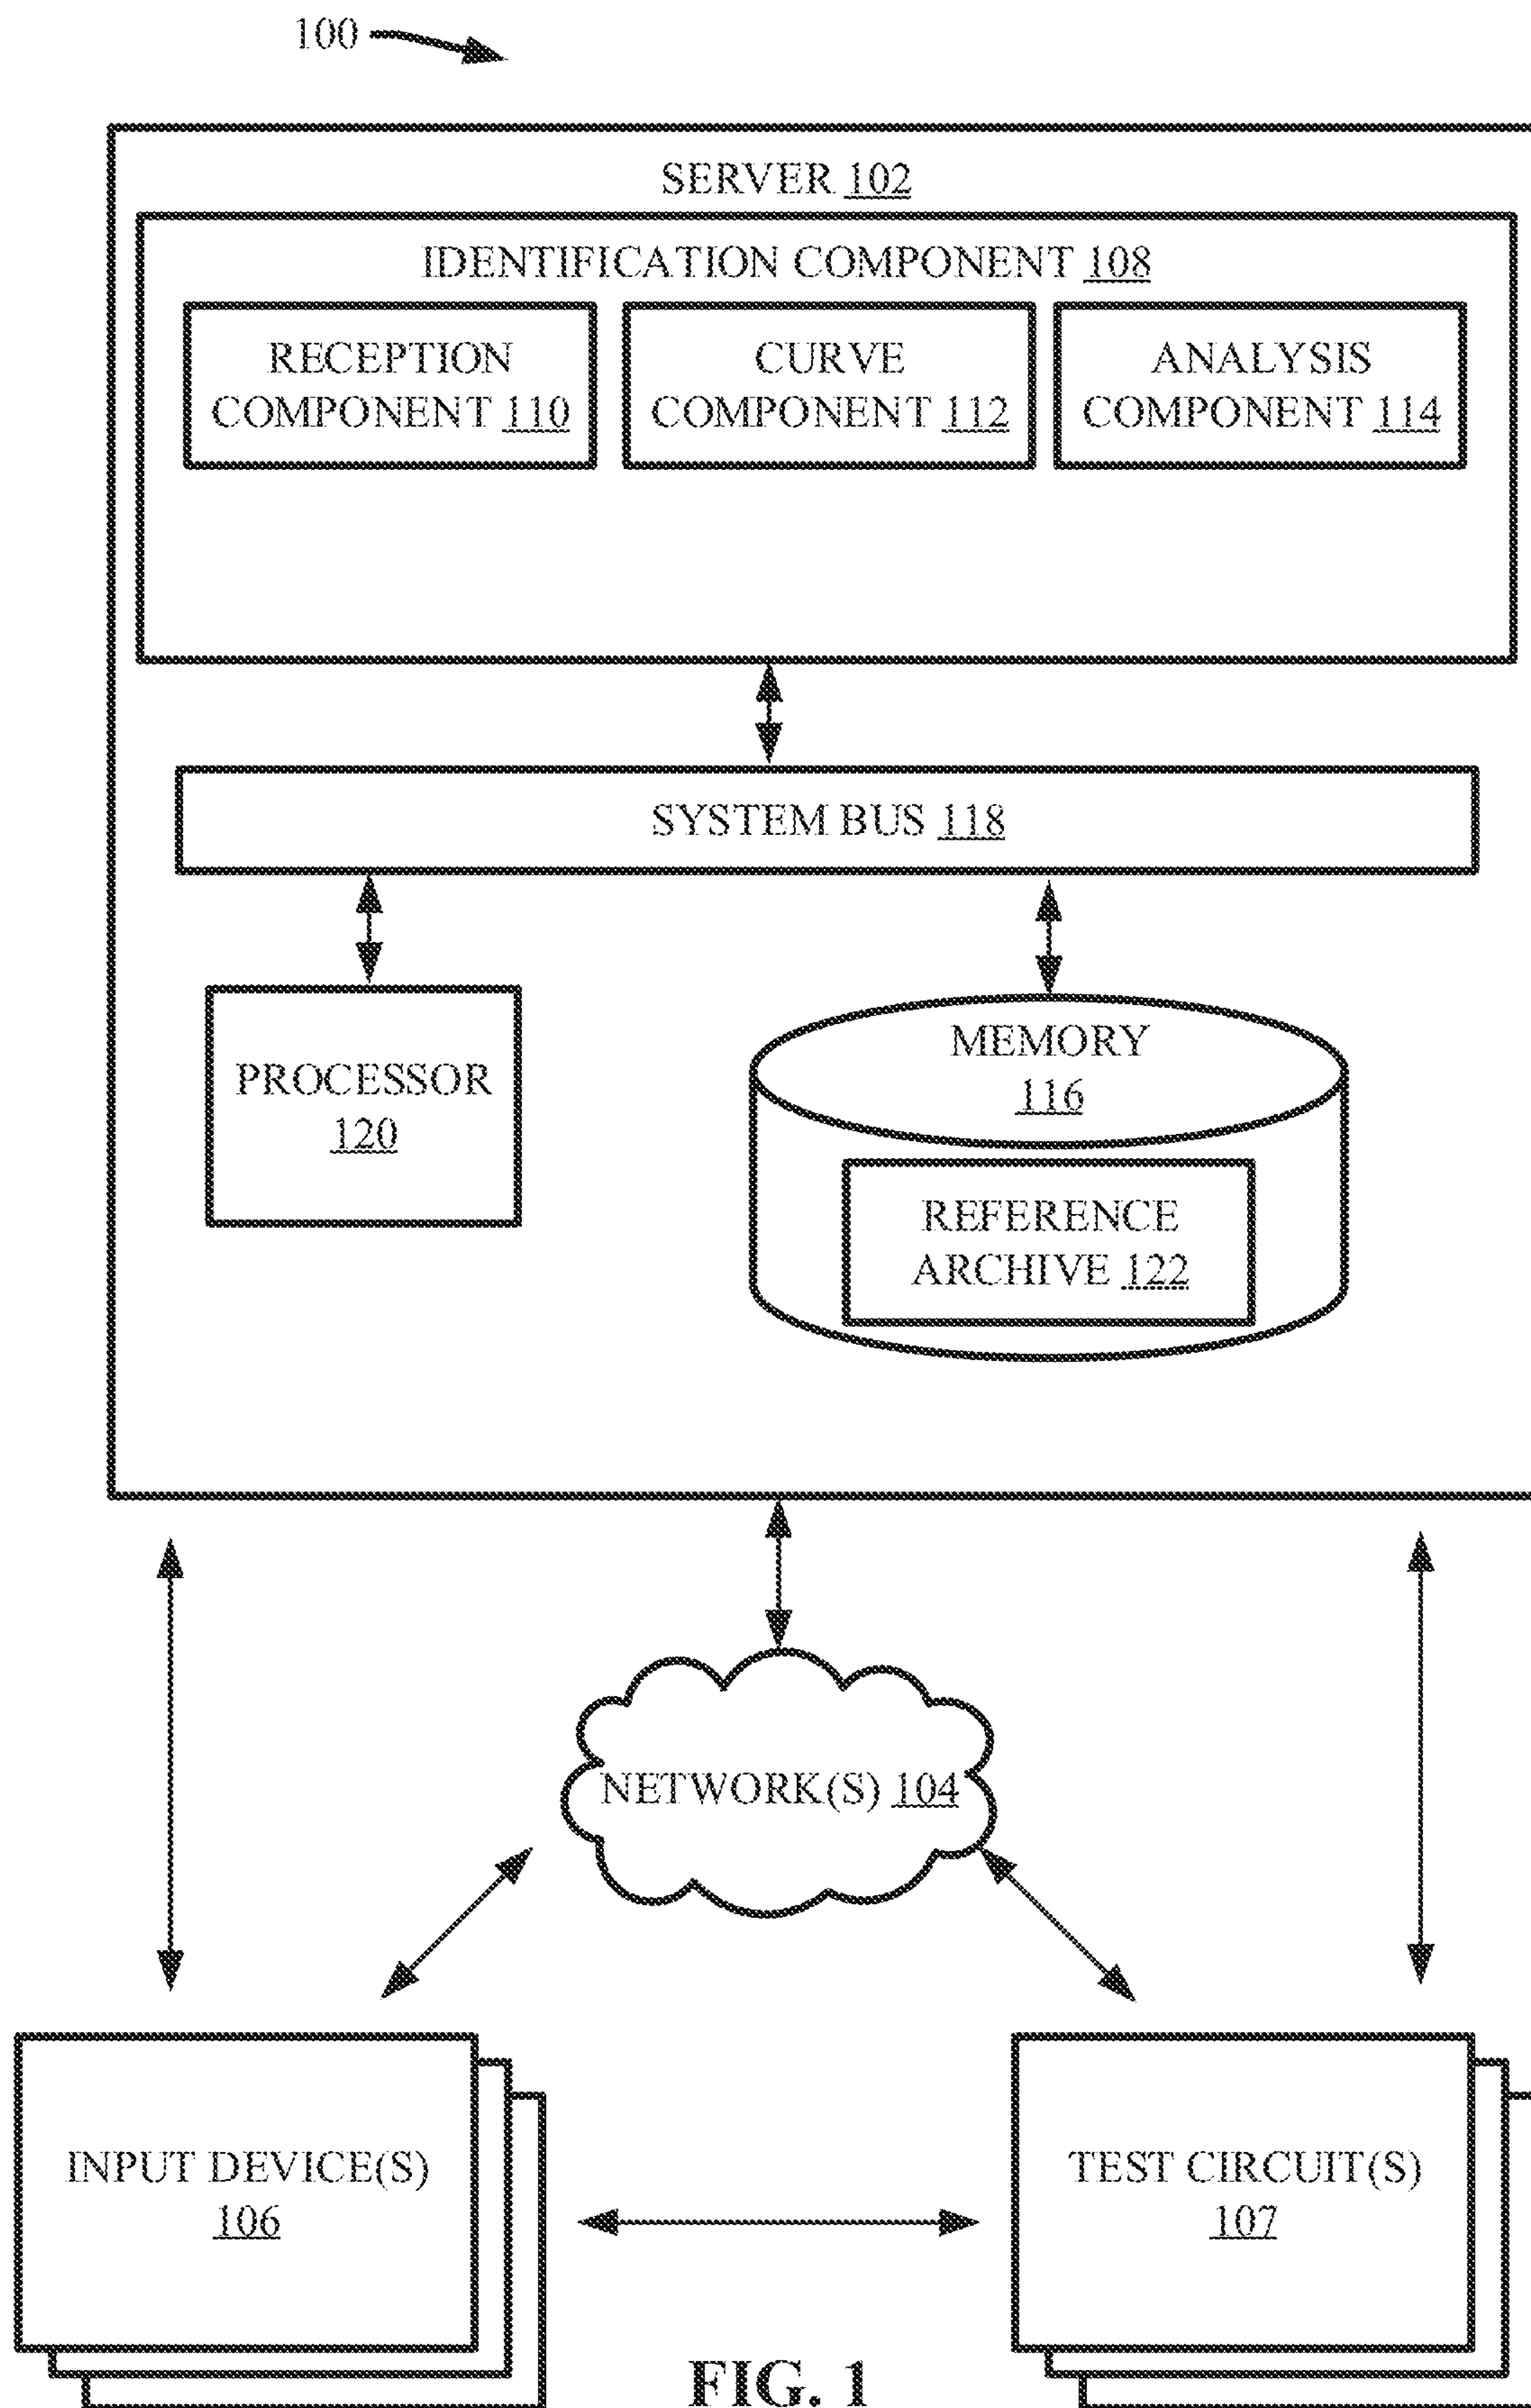 100
SERVER 102
IDENTIFICATION COMPONENT 108
RECEPTION
COMPONENT 110
CURVE
COMPONENT 112
ANALYSIS
COMPONENT 114
SYSTEM BUS 118
PROCESSOR
120
MEMORY
116
REFERENCE
ARCHIVE 122
NETWORK(S) 104
INPUT DEVICE(S)
106
TEST CIRCUIT(S)
107
FIG. 1